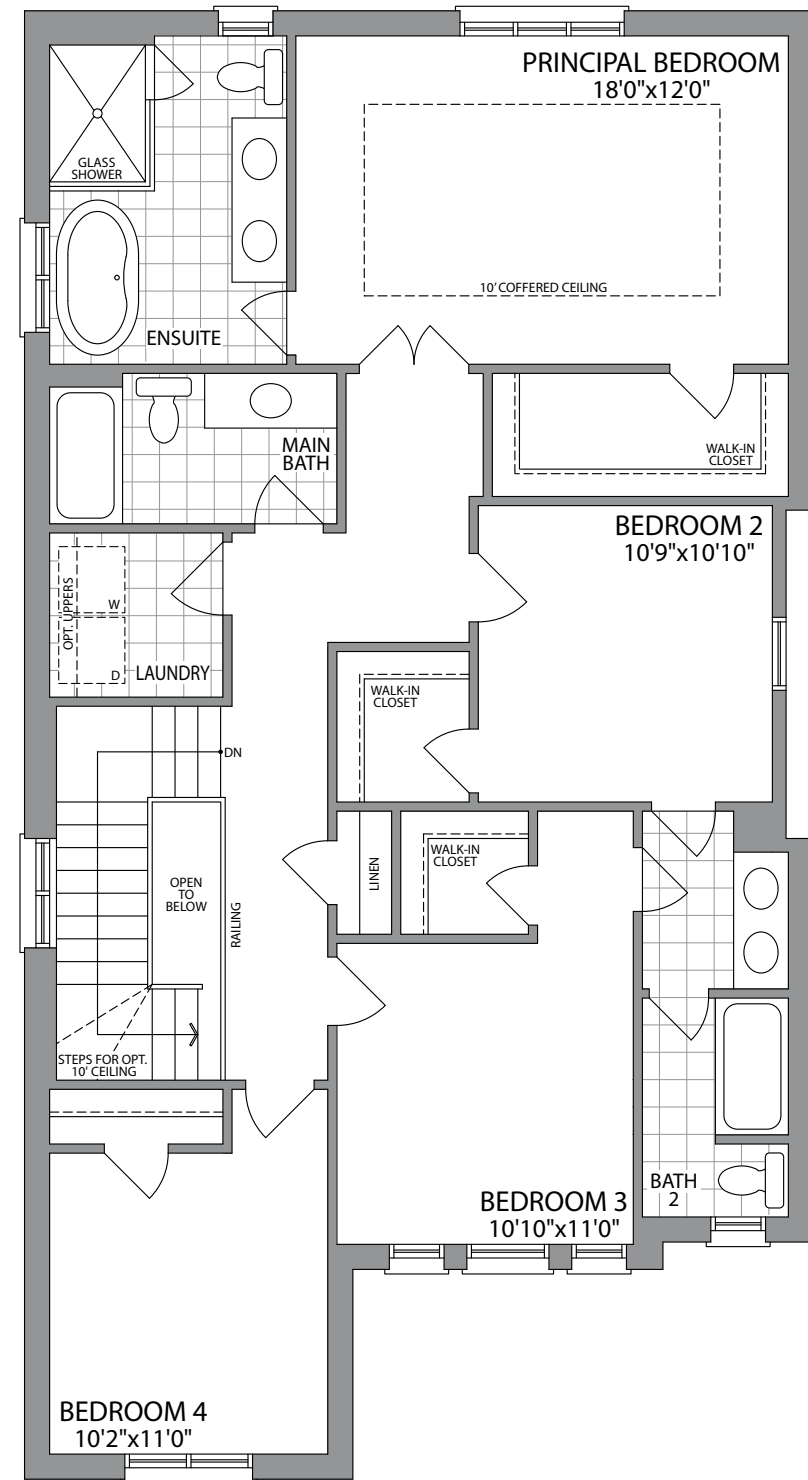 PRINCIPAL BEDROOM
18'0"x12'0"
GLASS
SHOWER
10' COFFERED CEILING
ENSUITE
MAIN
BATH
WALK-IN
CLOSET
BEDROOM 2
10'9"x10'10"
OPT. UPPERS
W
D
LAUNDRY
WALK-IN
CLOSET
DN
WALK-IN
CLOSET
LINEN
OPEN
TO
BELOW
RAILING
STEPS FOR OPT.
10' CEILING
BATH
2
BEDROOM 3
10'10"x11'0"
BEDROOM 4
10'2"x11'0"